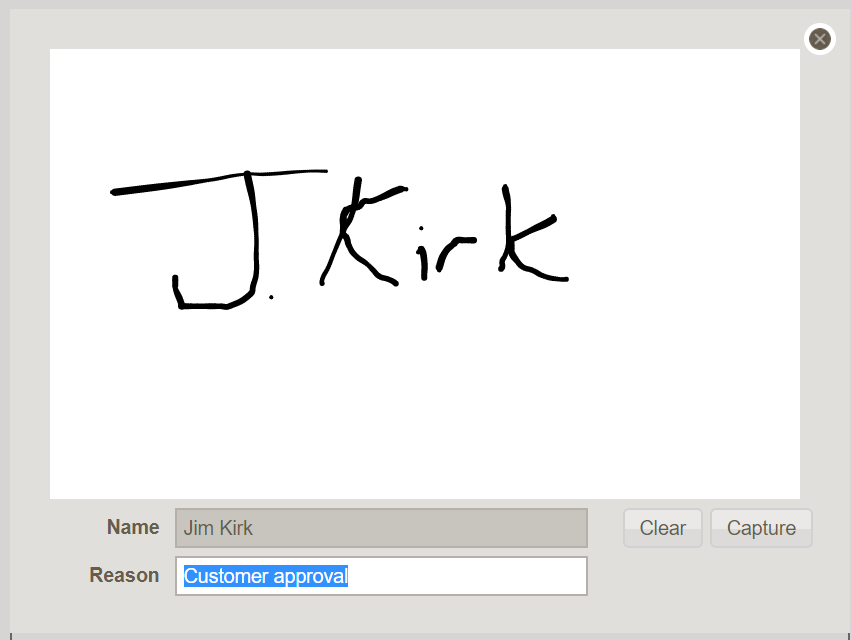 J. Kirk
Name Jim Kirk Clear Capture
Reason Customer approval